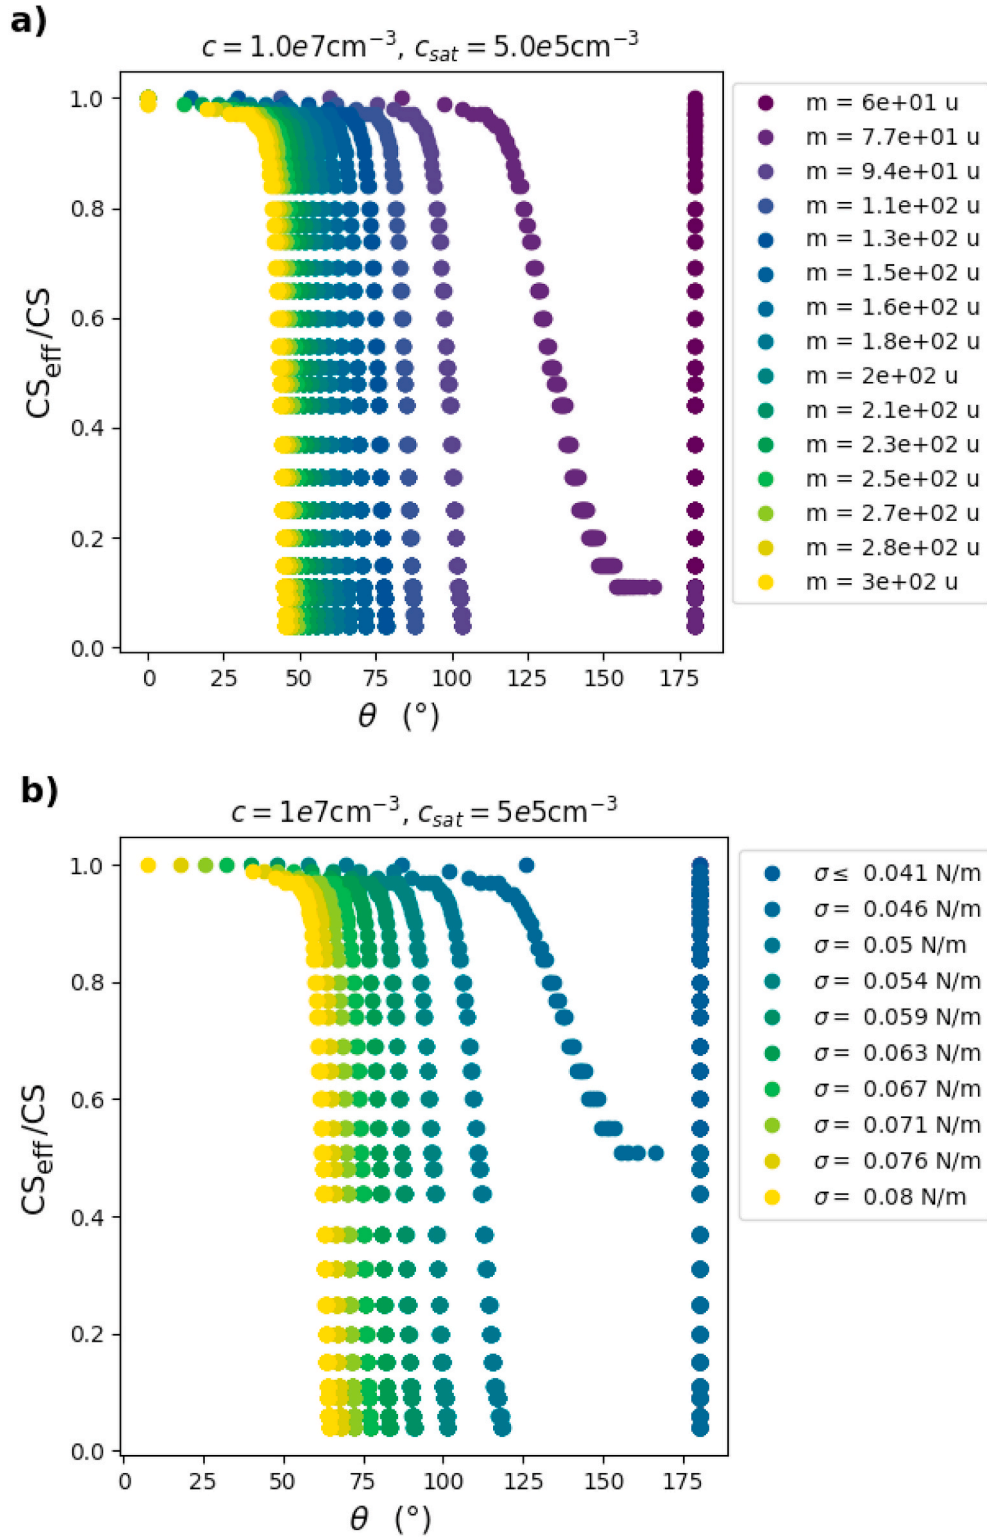 a)
c = 1.0e7cm⁻³, c_sat = 5.0e5cm⁻³
1.0
0.8
0.6
0.4
0.2
0.0
CS_eff/CS
0 25 50 75 100 125 150 175
θ (°)
m = 6e+01 u
m = 7.7e+01 u
m = 9.4e+01 u
m = 1.1e+02 u
m = 1.3e+02 u
m = 1.5e+02 u
m = 1.6e+02 u
m = 1.8e+02 u
m = 2e+02 u
m = 2.1e+02 u
m = 2.3e+02 u
m = 2.5e+02 u
m = 2.7e+02 u
m = 2.8e+02 u
m = 3e+02 u
b)
c = 1e7cm⁻³, c_sat = 5e5cm⁻³
1.0
0.8
0.6
0.4
0.2
0.0
CS_eff/CS
0 25 50 75 100 125 150 175
θ (°)
σ≤ 0.041 N/m
σ= 0.046 N/m
σ= 0.05 N/m
σ= 0.054 N/m
σ= 0.059 N/m
σ= 0.063 N/m
σ= 0.067 N/m
σ= 0.071 N/m
σ= 0.076 N/m
σ= 0.08 N/m